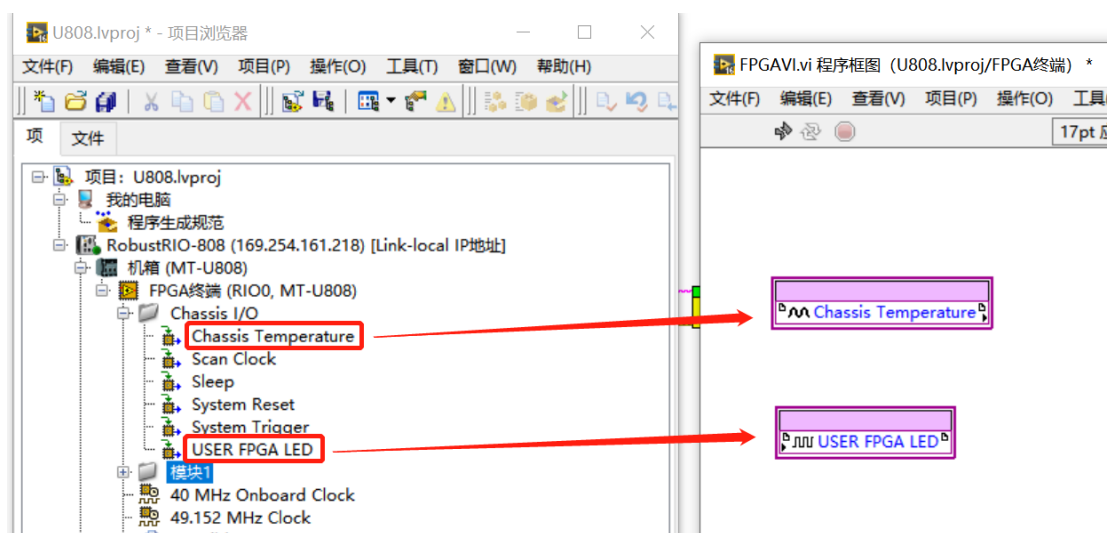 U808.lvproj * - 项目浏览器
文件(F) 编辑(E) 查看(V) 项目(P) 操作(O) 工具(T) 窗口(W) 帮助(H)
项 文件
项目：U808.lvproj
我的电脑
程序生成规范
RobustRIO-808 (169.254.161.218) [Link-local IP地址]
机箱 (MT-U808)
FPGA终端 (RIO0, MT-U808)
Chassis I/O
Chassis Temperature
Scan Clock
Sleep
System Reset
System Trigger
USER FPGA LED
模块1
40 MHz Onboard Clock
49.152 MHz Clock
FPGAVI.vi 程序框图（U808.lvproj/FPGA终端） *
文件(F) 编辑(E) 查看(V) 项目(P) 操作(O) 工具
17pt
Chassis Temperature
USER FPGA LED